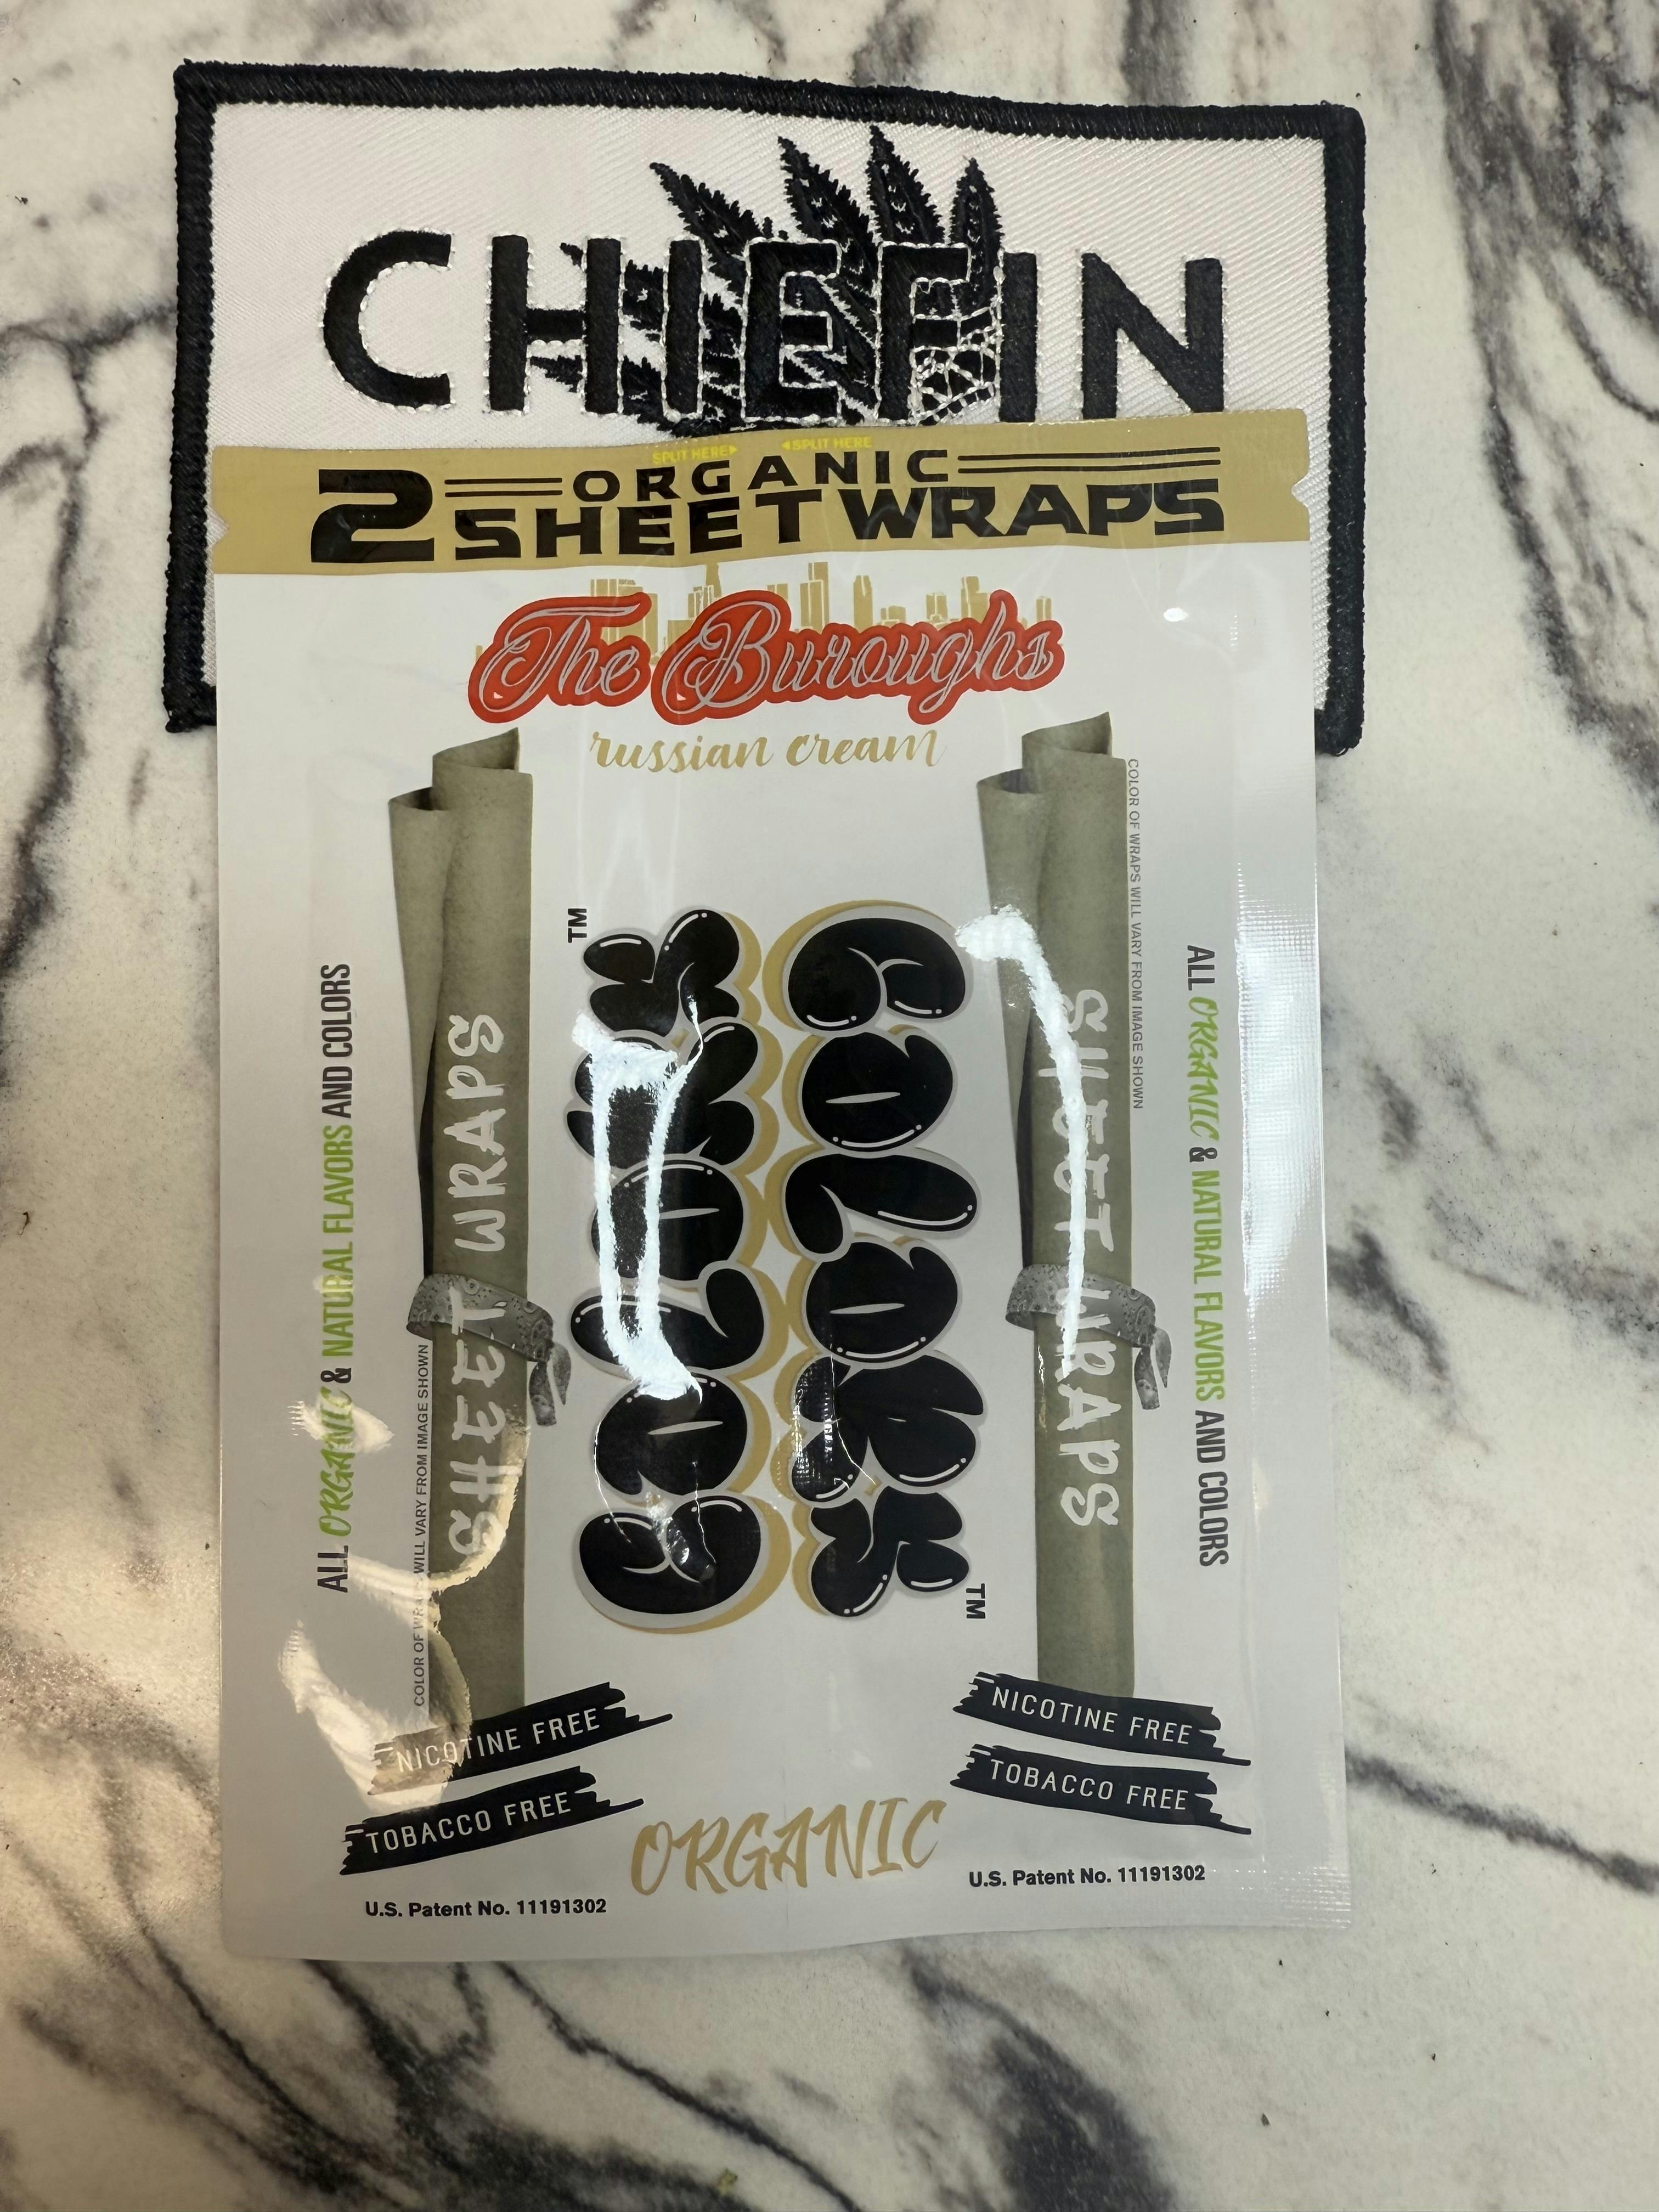 CHIEFIN
SPLIT HERE SPLIT HERE
2 ORGANIC
SHEET WRAPS
The Buroughs
russian cream
ALL ORGANIC & NATURAL FLAVORS AND COLORS
COLOR OF WRAPS WILL VARY FROM IMAGE SHOWN
SHEET WRAPS
TM
TM
SHEET WRAPS
COLOR OF WRAPS WILL VARY FROM IMAGE SHOWN
ALL ORGANIC & NATURAL FLAVORS AND COLORS
NICOTINE FREE
TOBACCO FREE
NICOTINE FREE
TOBACCO FREE
ORGANIC
U.S. Patent No. 11191302
U.S. Patent No. 11191302